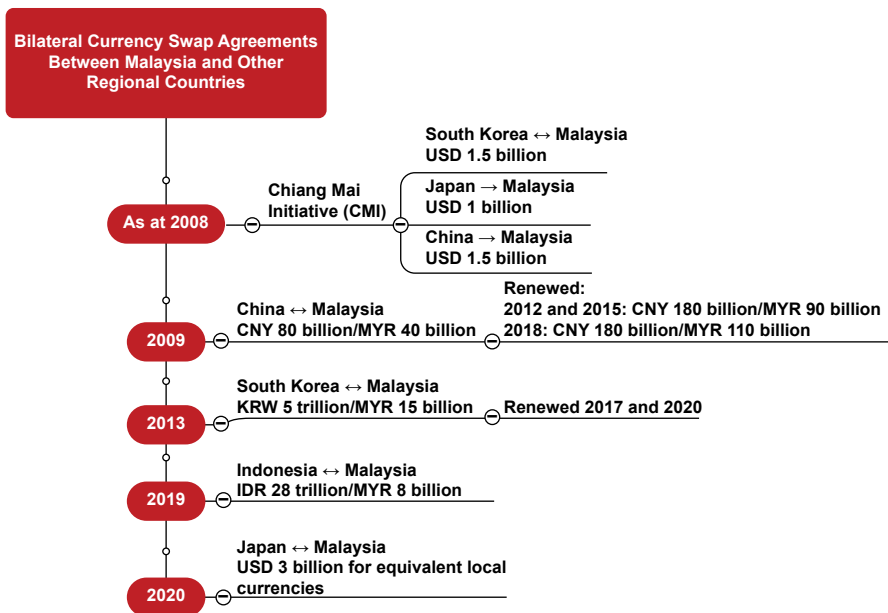 Bilateral Currency Swap Agreements
Between Malaysia and Other
Regional Countries
As at 2008
Chiang Mai
Initiative (CMI)
South Korea ↔ Malaysia
USD 1.5 billion
Japan → Malaysia
USD 1 billion
China → Malaysia
USD 1.5 billion
2009
China ↔ Malaysia
CNY 80 billion/MYR 40 billion
Renewed:
2012 and 2015: CNY 180 billion/MYR 90 billion
2018: CNY 180 billion/MYR 110 billion
2013
South Korea ↔ Malaysia
KRW 5 trillion/MYR 15 billion
Renewed 2017 and 2020
2019
Indonesia ↔ Malaysia
IDR 28 trillion/MYR 8 billion
2020
Japan ↔ Malaysia
USD 3 billion for equivalent local
currencies